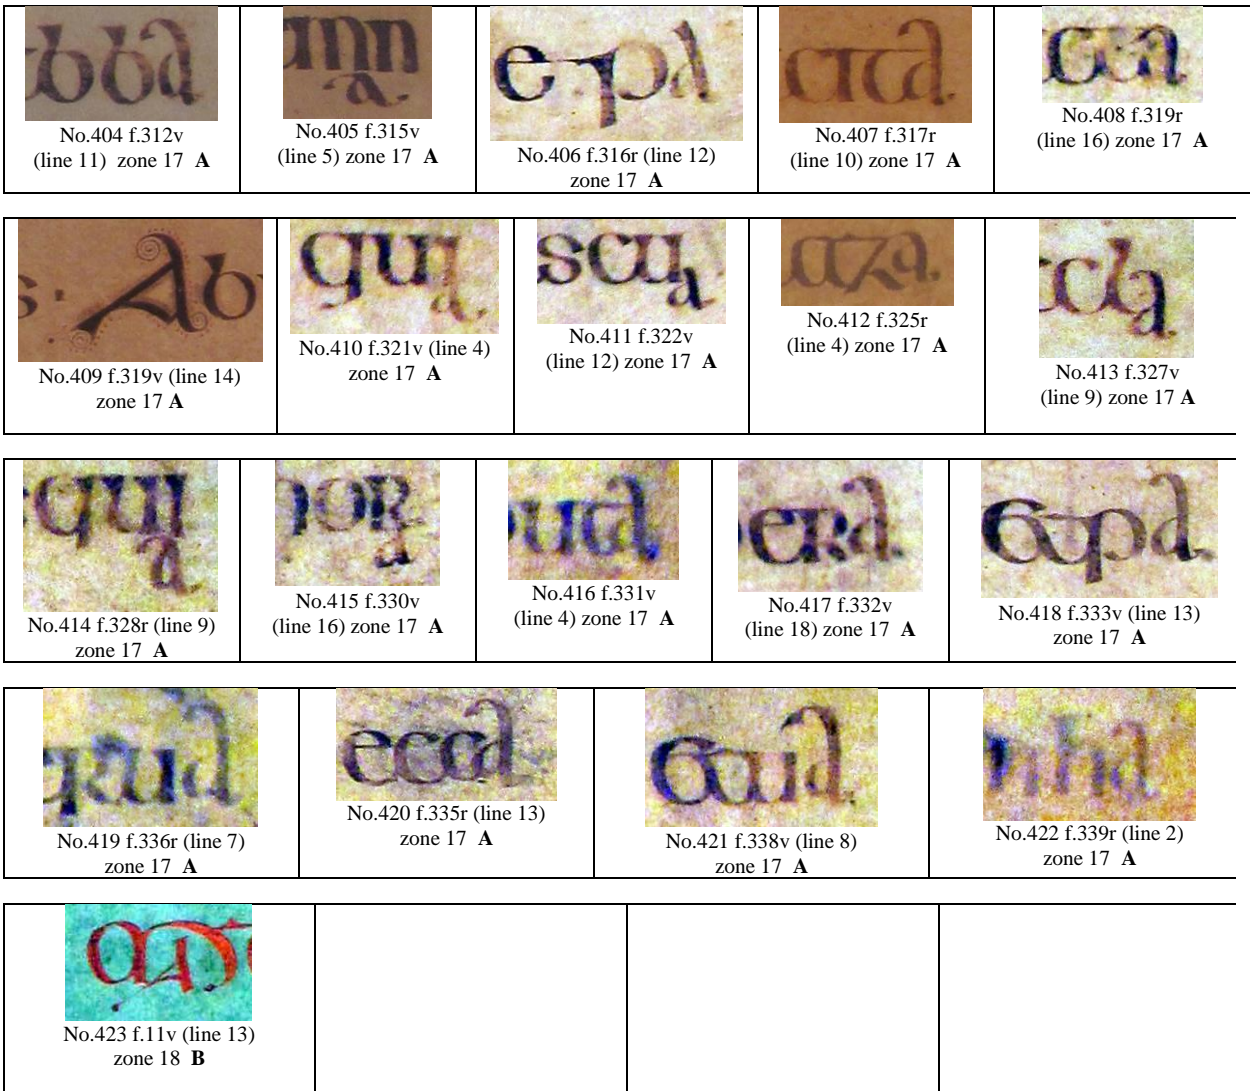 bba
No.404 f.312v
(line 11) zone 17 A
No.405 f.315v
(line 5) zone 17 A
No.406 f.316r (line 12)
zone 17 A
No.407 f.317r
(line 10) zone 17 A
No.408 f.319r
(line 16) zone 17 A
s· Ab
No.409 f.319v (line 14)
zone 17 A
qui
a
No.410 f.321v (line 4)
zone 17 A
No.411 f.322v
(line 12) zone 17 A
No.412 f.325r
(line 4) zone 17 A
No.413 f.327v
(line 9) zone 17 A
qui
a
No.414 f.328r (line 9)
zone 17 A
No.415 f.330v
(line 16) zone 17 A
No.416 f.331v
(line 4) zone 17 A
No.417 f.332v
(line 18) zone 17 A
No.418 f.333v (line 13)
zone 17 A
No.419 f.336r (line 7)
zone 17 A
No.420 f.335r (line 13)
zone 17 A
No.421 f.338v (line 8)
zone 17 A
No.422 f.339r (line 2)
zone 17 A
No.423 f.11v (line 13)
zone 18 B